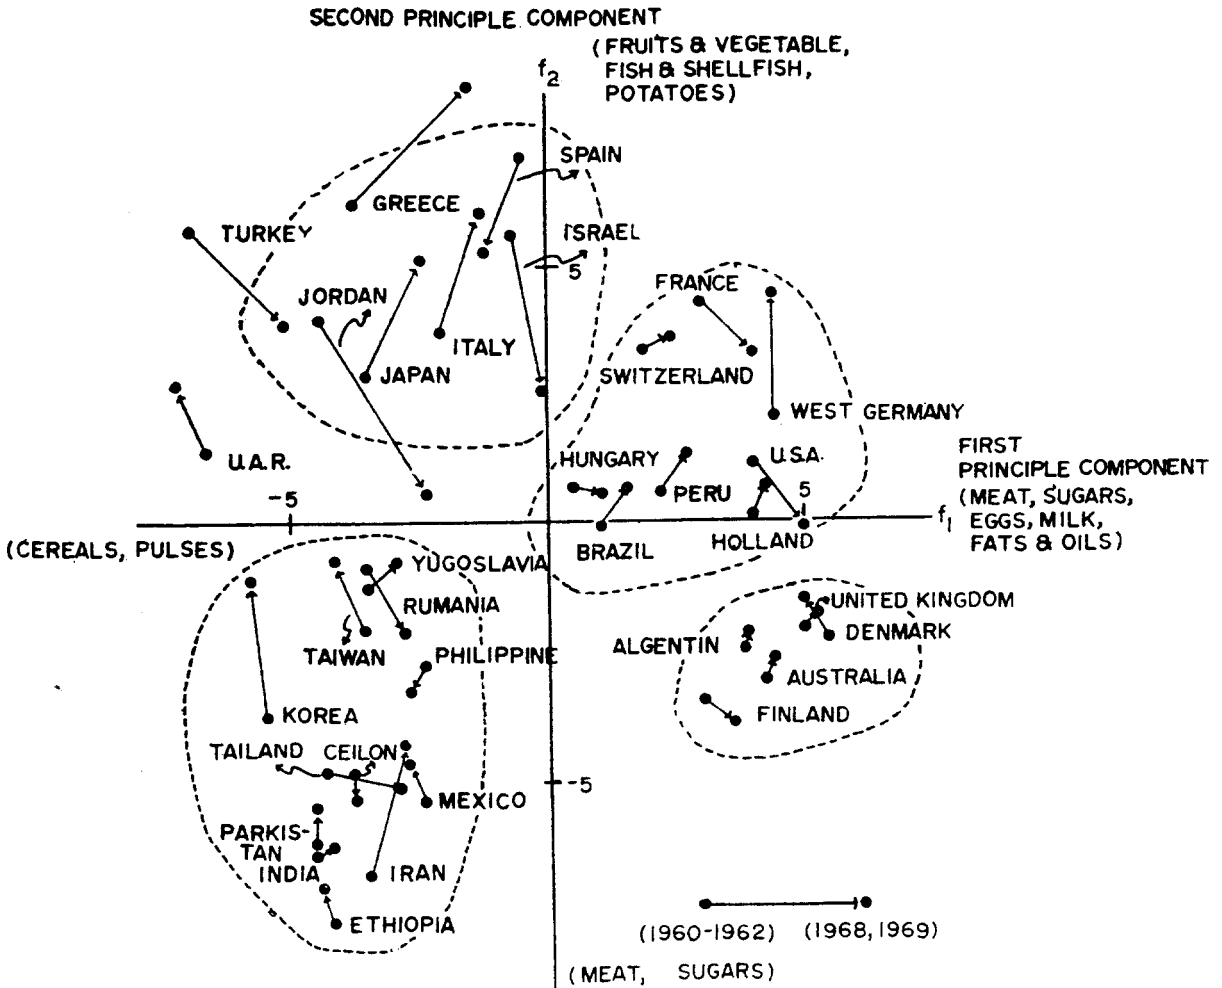 SECOND PRINCIPLE COMPONENT
(FRUITS & VEGETABLE,
FISH & SHELLFISH,
POTATOES)
f2
SPAIN
GREECE
TURKEY
ISRAEL
5
JORDAN
FRANCE
ITALY
JAPAN
SWITZERLAND
WEST GERMANY
U.A.R.
HUNGARY
U.S.A.
PERU
FIRST
PRINCIPLE COMPONENT
(MEAT, SUGARS,
EGGS, MILK,
FATS & OILS)
-5
5
f1
(CEREALS, PULSES)
BRAZIL
HOLLAND
YUGOSLAVIA
RUMANIA
TAIWAN
PHILIPPINE
UNITED KINGDOM
DENMARK
ALGENTIN
AUSTRALIA
FINLAND
KOREA
TAILAND
CEILON
-5
MEXICO
PARKIS-
TAN
INDIA
IRAN
ETHIOPIA
(1960-1962)
(1968,1969)
(MEAT, SUGARS)